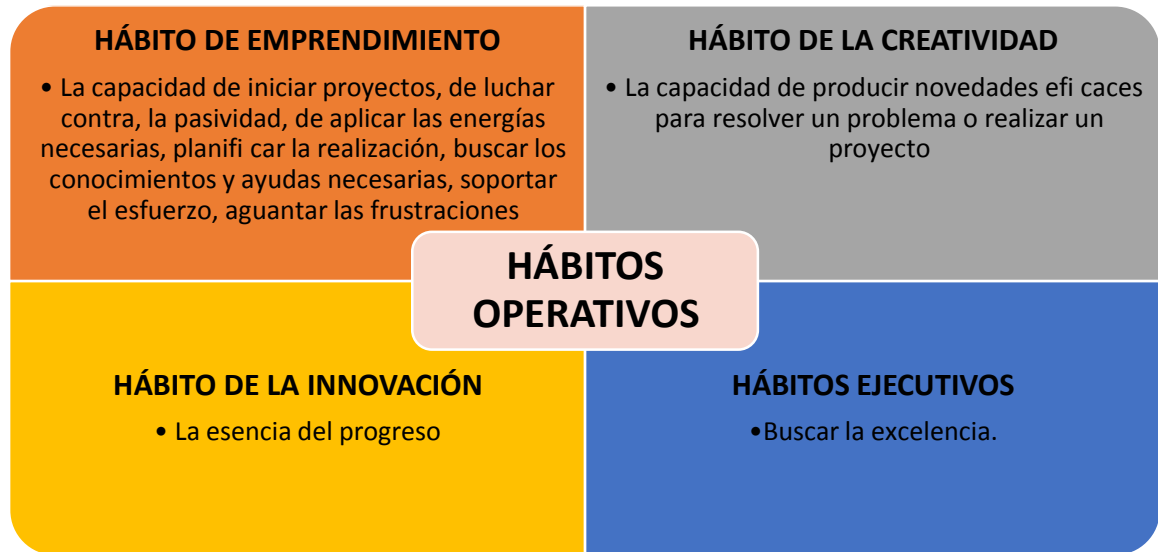 HÁBITO DE EMPRENDIMIENTO
• La capacidad de iniciar proyectos, de luchar
contra, la pasividad, de aplicar las energías
necesarias, planifi car la realización, buscar los
conocimientos y ayudas necesarias, soportar
el esfuerzo, aguantar las frustraciones
HÁBITO DE LA CREATIVIDAD
• La capacidad de producir novedades efi caces
para resolver un problema o realizar un
proyecto
HÁBITOS
OPERATIVOS
HÁBITO DE LA INNOVACIÓN
• La esencia del progreso
HÁBITOS EJECUTIVOS
•Buscar la excelencia.